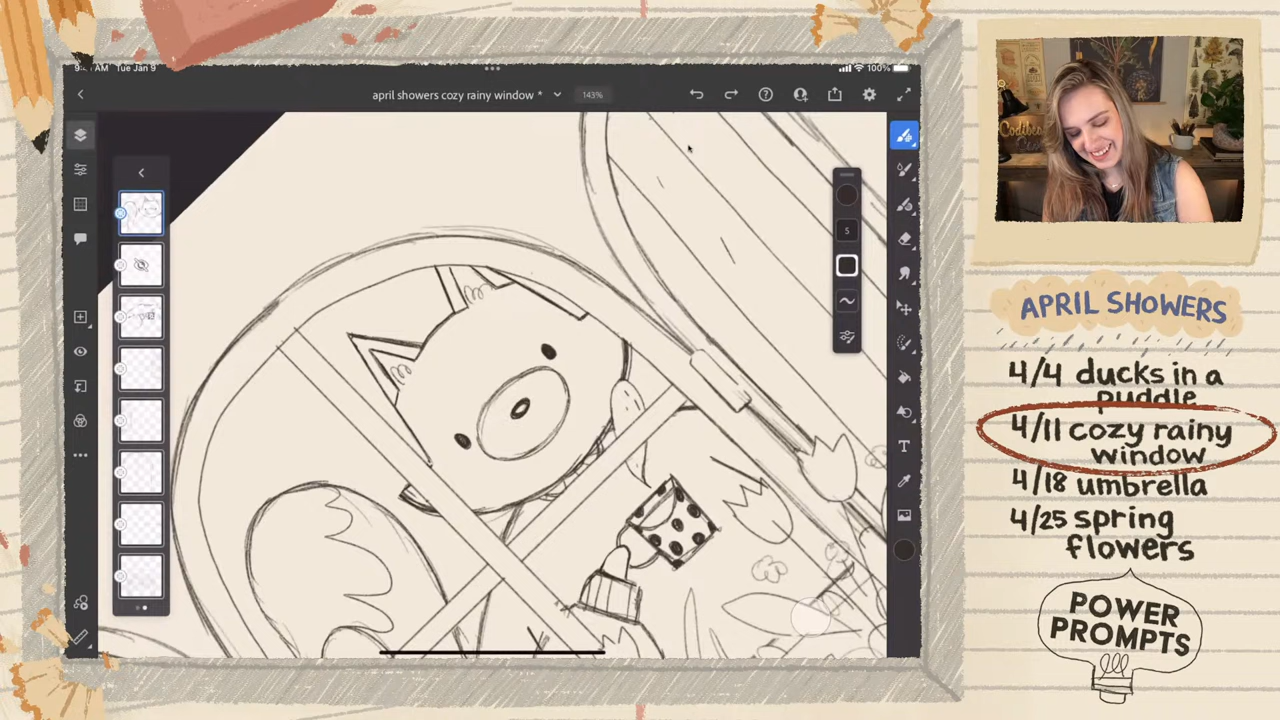 Tue Jan 9
100%
april showers cozy rainy window *
143%
S
T
APRIL SHOWERS
4/4 ducks in a
puddle
4/11 cozy rainy
window
4/18 umbrella
4/25 spring
flowers
POWER
PROMPTS